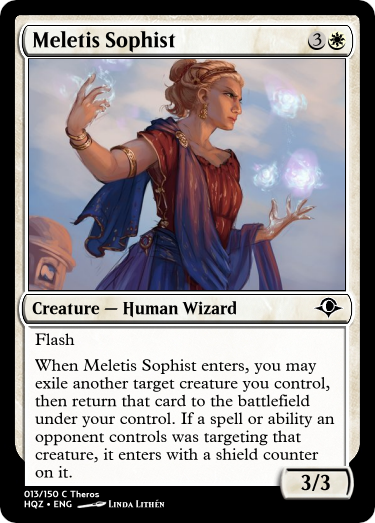 Meletis Sophist 3
Creature — Human Wizard
Flash
When Meletis Sophist enters, you may
exile another target creature you control,
then return that card to the battlefield
under your control. If a spell or ability an
opponent controls was targeting that
creature, it enters with a shield counter
on it.
3/3
013/150 C Theros
HQZ • ENG Linda Lithén